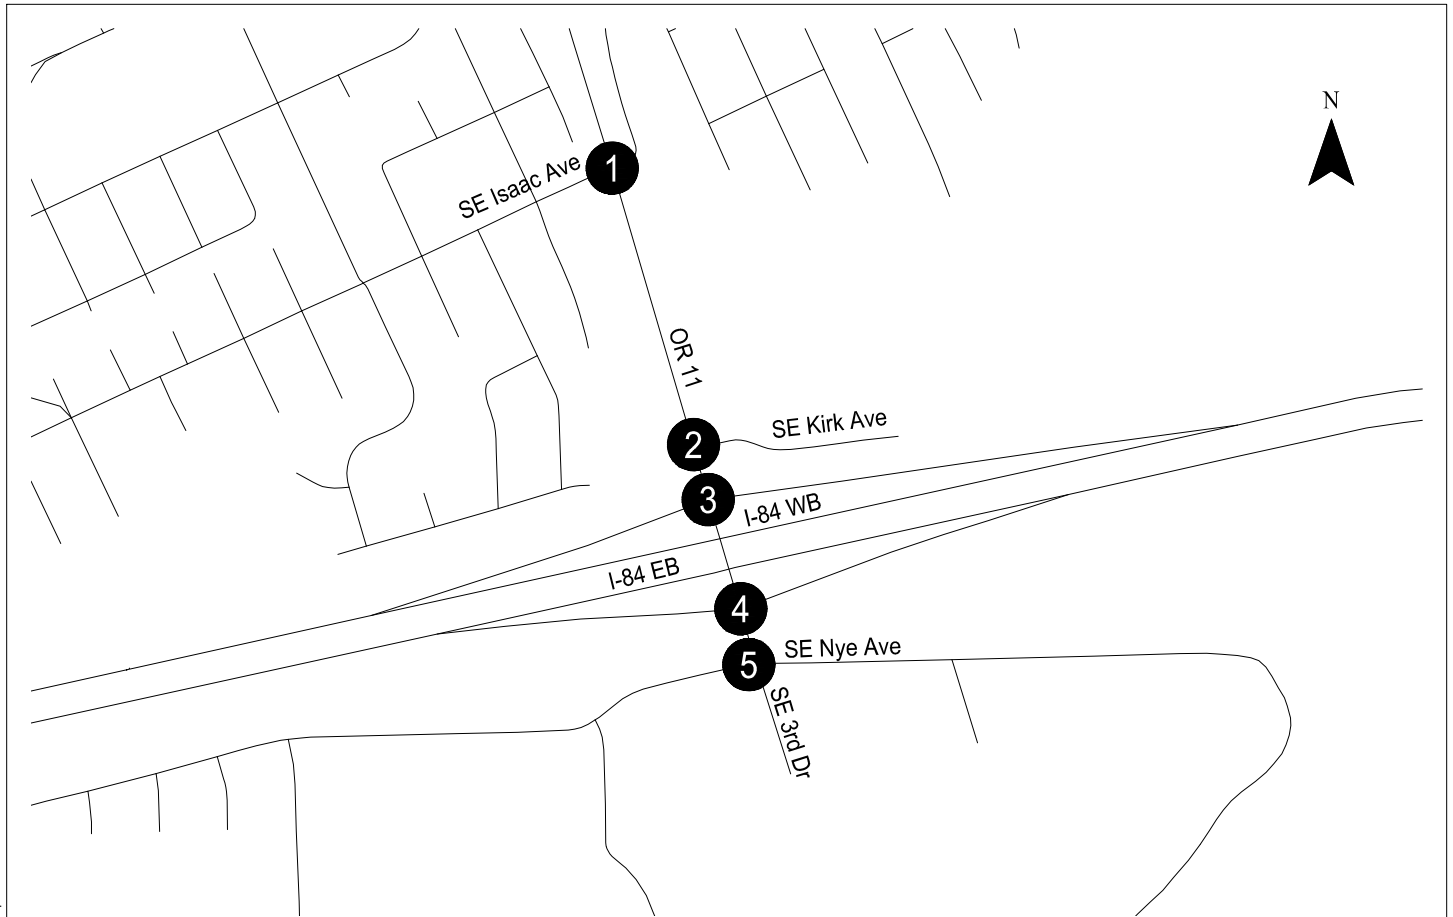 N
1
SE Isaac Ave
OR 11
2
SE Kirk Ave
3
I-84 WB
I-84 EB
4
5
SE Nye Ave
SE 3rd Dr